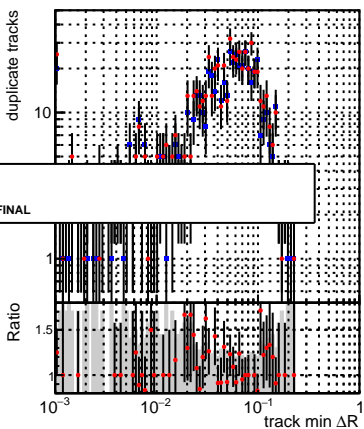 duplicate tracks
10
FINAL
1
Ratio
1.5
1
10⁻³ 10⁻² 10⁻¹ 1
track min ΔR